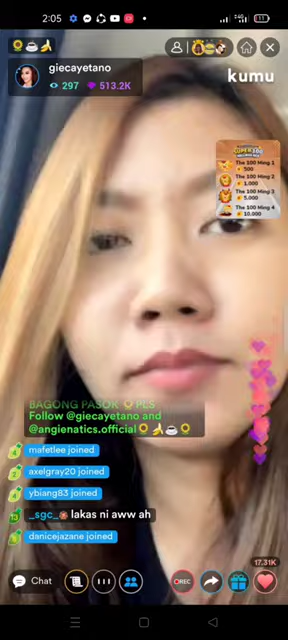 2:05
giecayetano
297 513.2K
kumu
SUPER 100
The 100 Ming 1
500
The 100 Ming 2
1,000
The 100 Ming 3
5,000
The 100 Ming 4
10,000
BAGONG PASOK PLS
Follow @giecayetano and
@angienatics.official
mafetlee joined
axelgray20 joined
ybiang83 joined
_sgc_ lakas ni aww ah
danicejazane joined
17.31K
Chat
REC